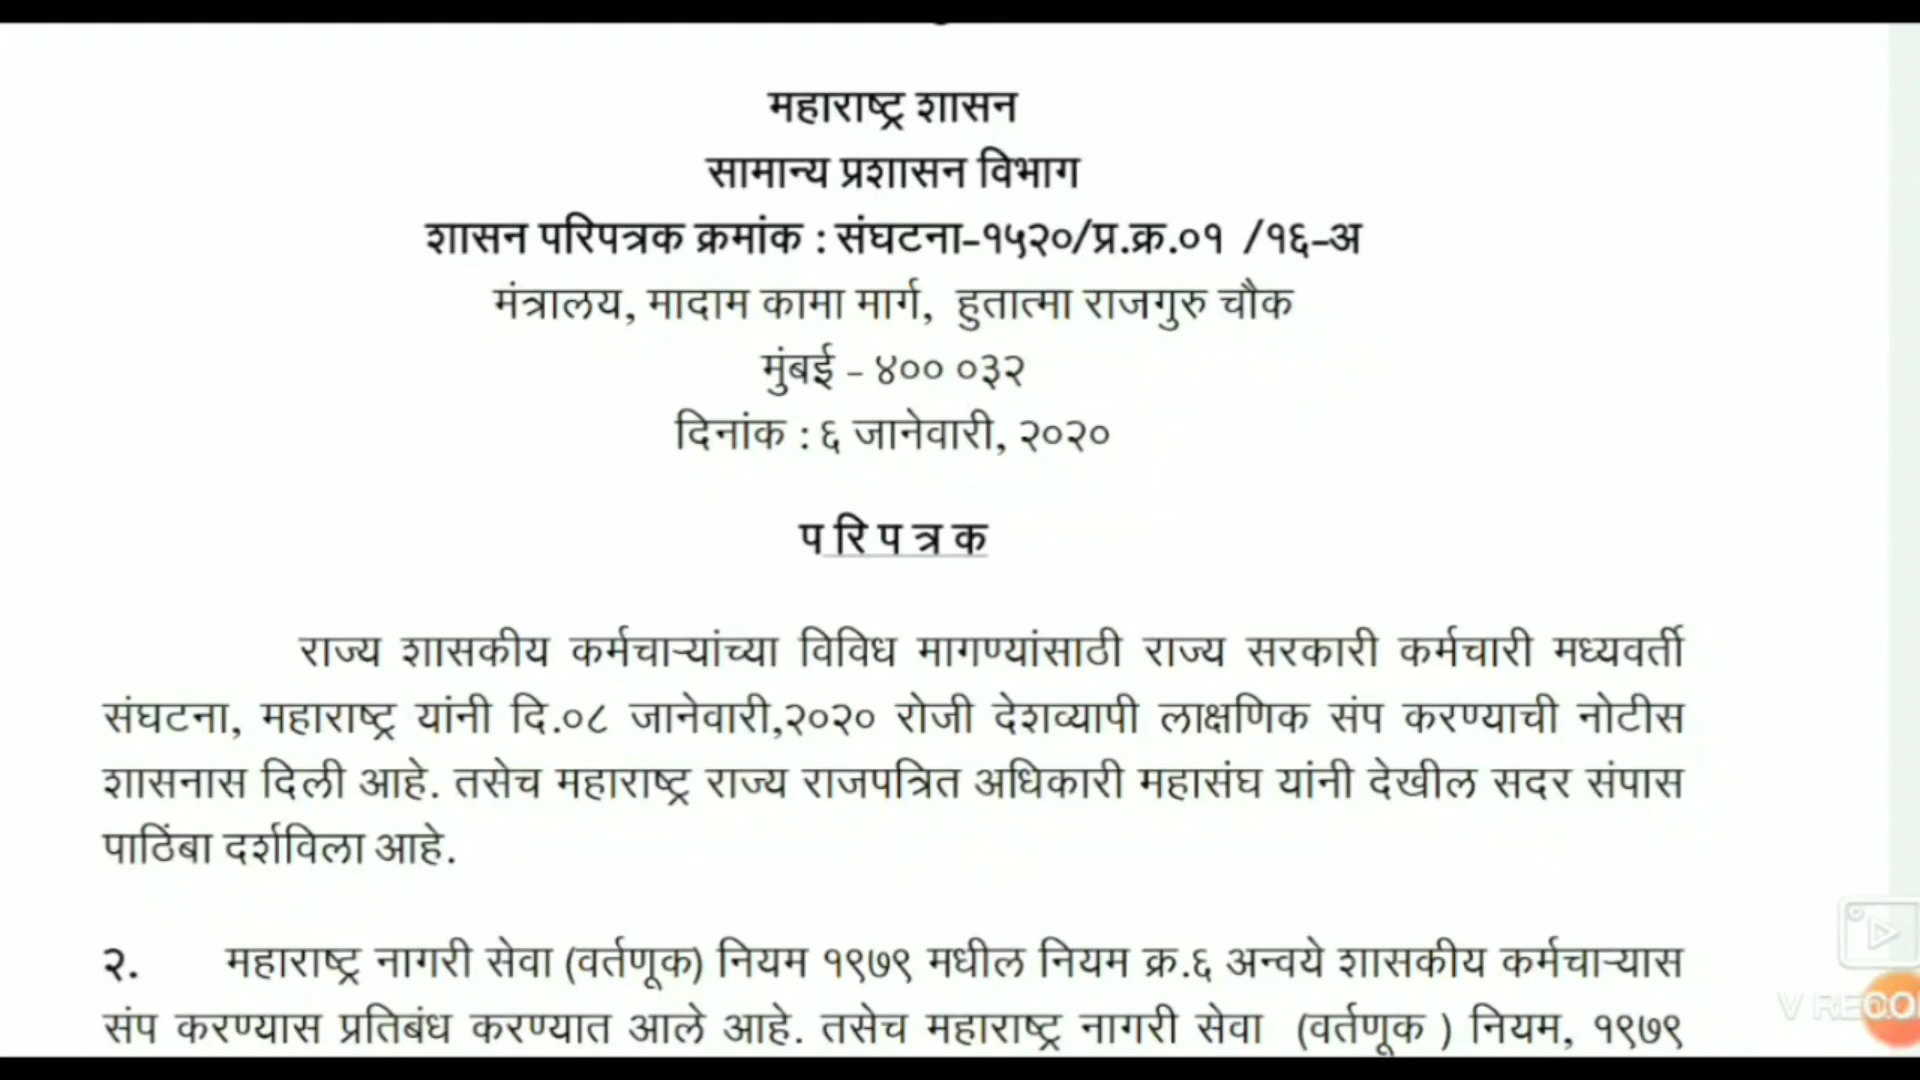 महाराष्ट्र शासन
सामान्य प्रशासन विभाग
शासन परिपत्रक क्रमांक : संघटना-१५२०/प्र.क्र.०१ /१६-अ
मंत्रालय, मादाम कामा मार्ग, हुतात्मा राजगुरु चौक
मुंबई - ४०० ०३२
दिनांक : ६ जानेवारी, २०२०
प रि प त्र क
राज्य शासकीय कर्मचाऱ्यांच्या विविध मागण्यांसाठी राज्य सरकारी कर्मचारी मध्यवर्ती
संघटना, महाराष्ट्र यांनी दि.०८ जानेवारी,२०२० रोजी देशव्यापी लाक्षणिक संप करण्याची नोटीस
शासनास दिली आहे. तसेच महाराष्ट्र राज्य राजपत्रित अधिकारी महासंघ यांनी देखील सदर संपास
पाठिंबा दर्शविला आहे.
२. महाराष्ट्र नागरी सेवा (वर्तणूक) नियम १९७९ मधील नियम क्र.६ अन्वये शासकीय कर्मचाऱ्यास
संप करण्यास प्रतिबंध करण्यात आले आहे. तसेच महाराष्ट्र नागरी सेवा (वर्तणूक ) नियम, १९७९